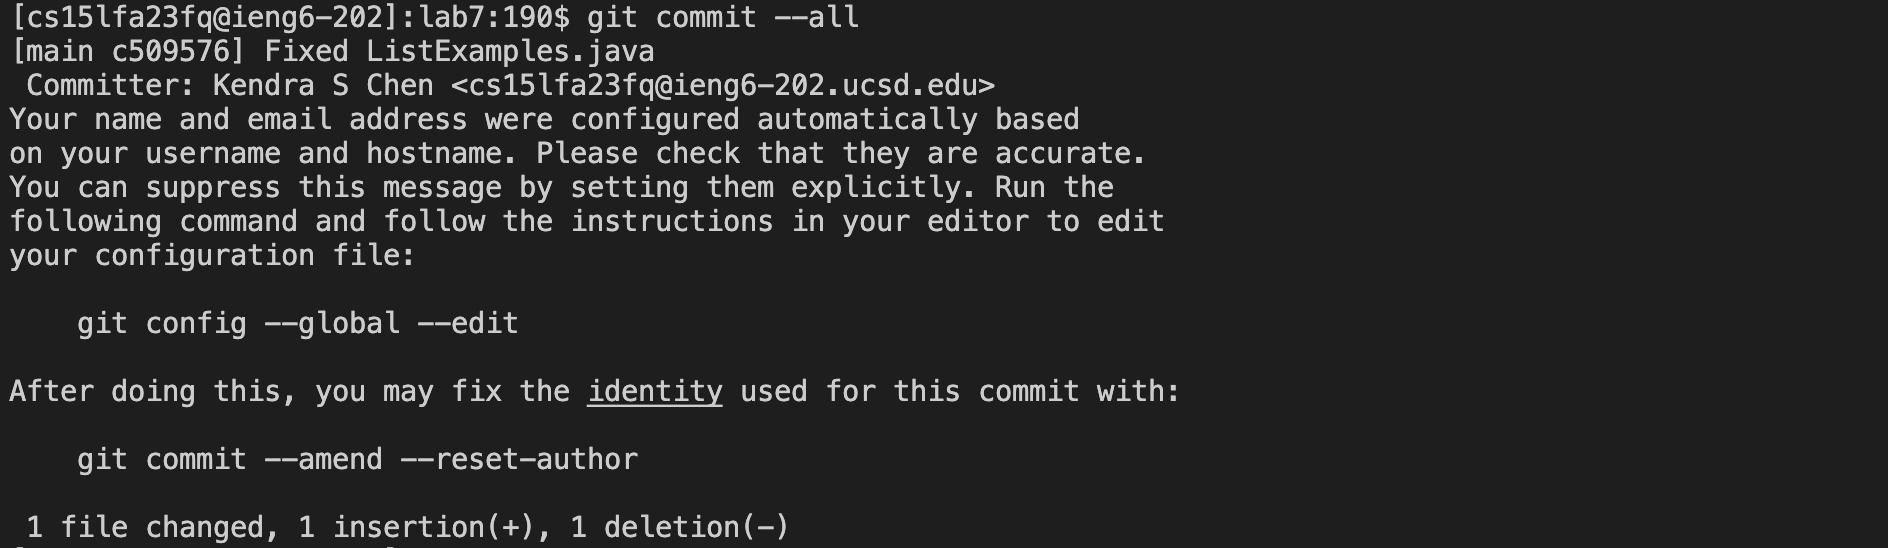 [cs15lfa23fq@ieng6-202]:lab7:190$ git commit --all
[main c509576] Fixed ListExamples.java
 Committer: Kendra S Chen <cs15lfa23fq@ieng6-202.ucsd.edu>
Your name and email address were configured automatically based
on your username and hostname. Please check that they are accurate.
You can suppress this message by setting them explicitly. Run the
following command and follow the instructions in your editor to edit
your configuration file:

    git config --global --edit

After doing this, you may fix the identity used for this commit with:

    git commit --amend --reset-author

 1 file changed, 1 insertion(+), 1 deletion(-)